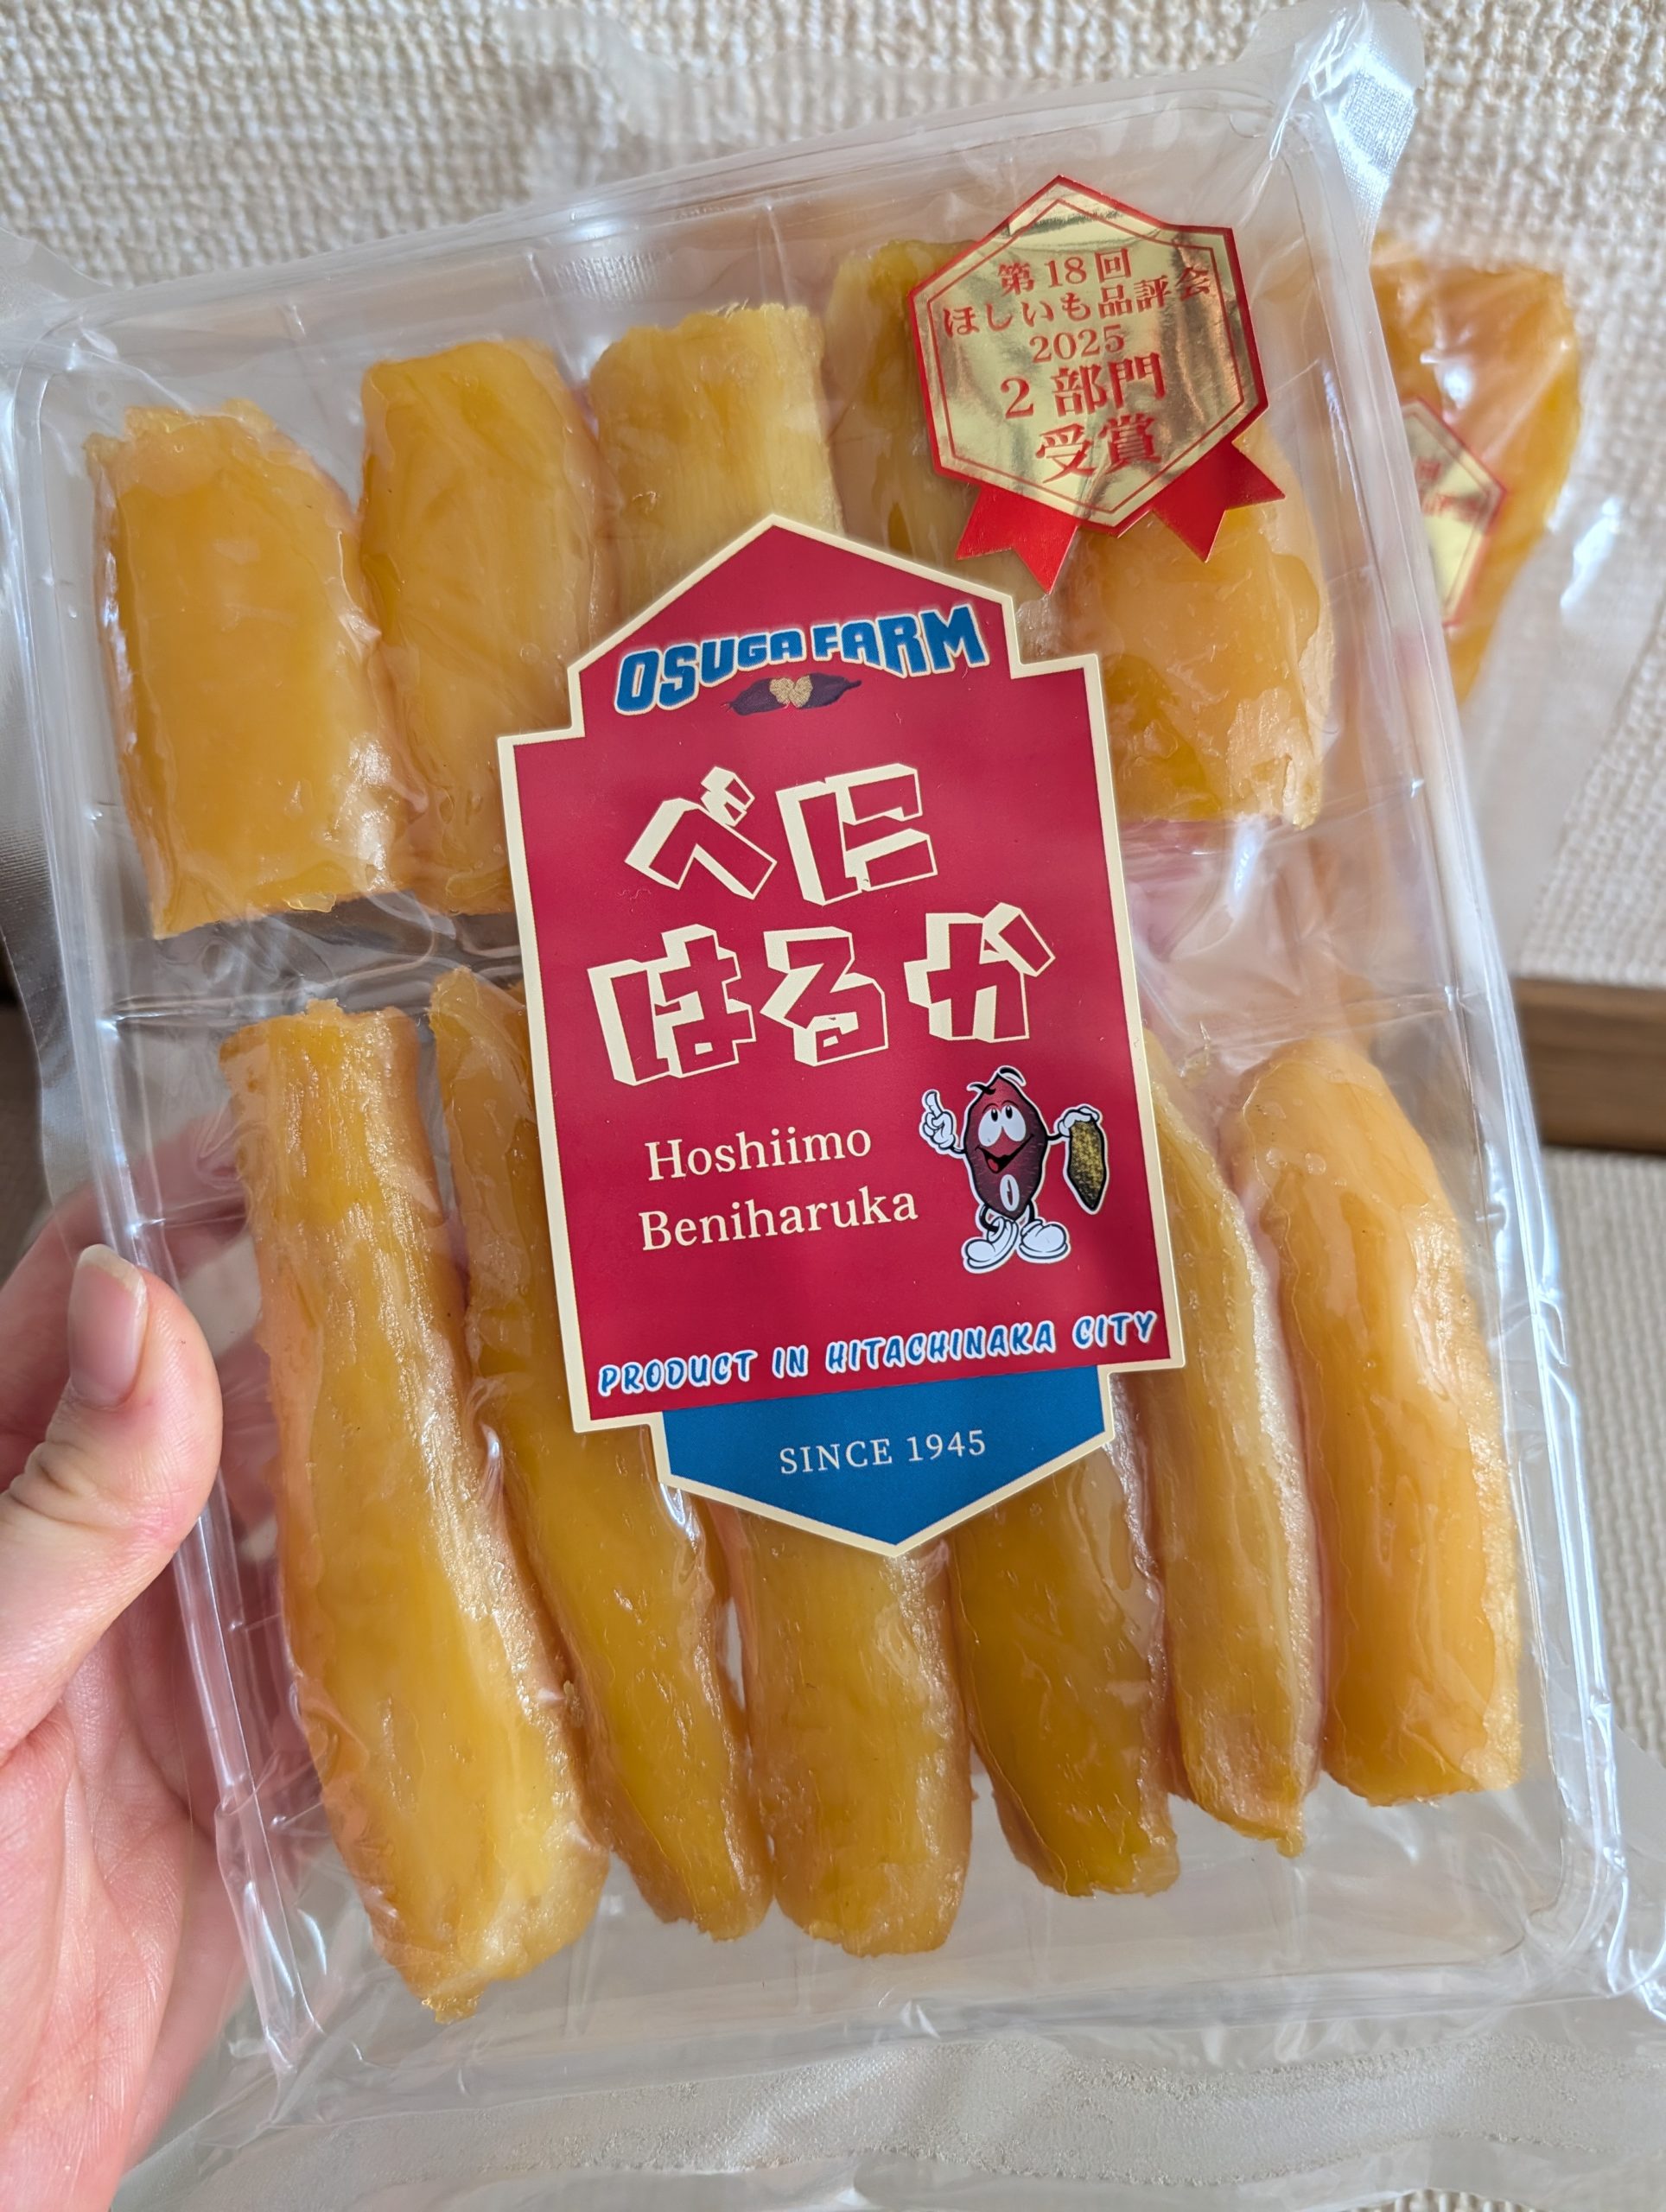 第18回
ほしいも品評会
2025
2部門
受賞
OSUGA FARM
べに
はるか
Hoshiimo
Beniharuka
PRODUCT IN HITACHINAKA CITY
SINCE 1945